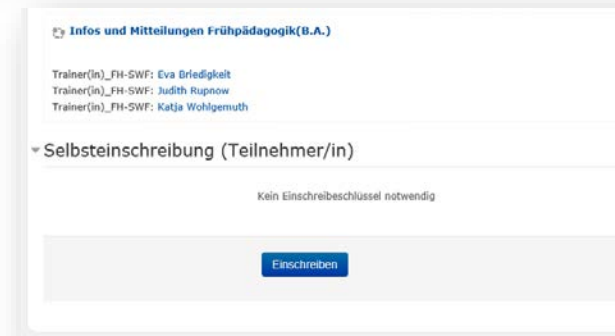 Infos und Mitteilungen Frühpädagogik(B.A.)
Trainer(in)_FH-SWF: Eva Briedigkeit
Trainer(in)_FH-SWF: Judith Rupnow
Trainer(in)_FH-SWF: Katja Wohlgemuth
Selbsteinschreibung (Teilnehmer/in)
Kein Einschreibeschlüssel notwendig
Einschreiben